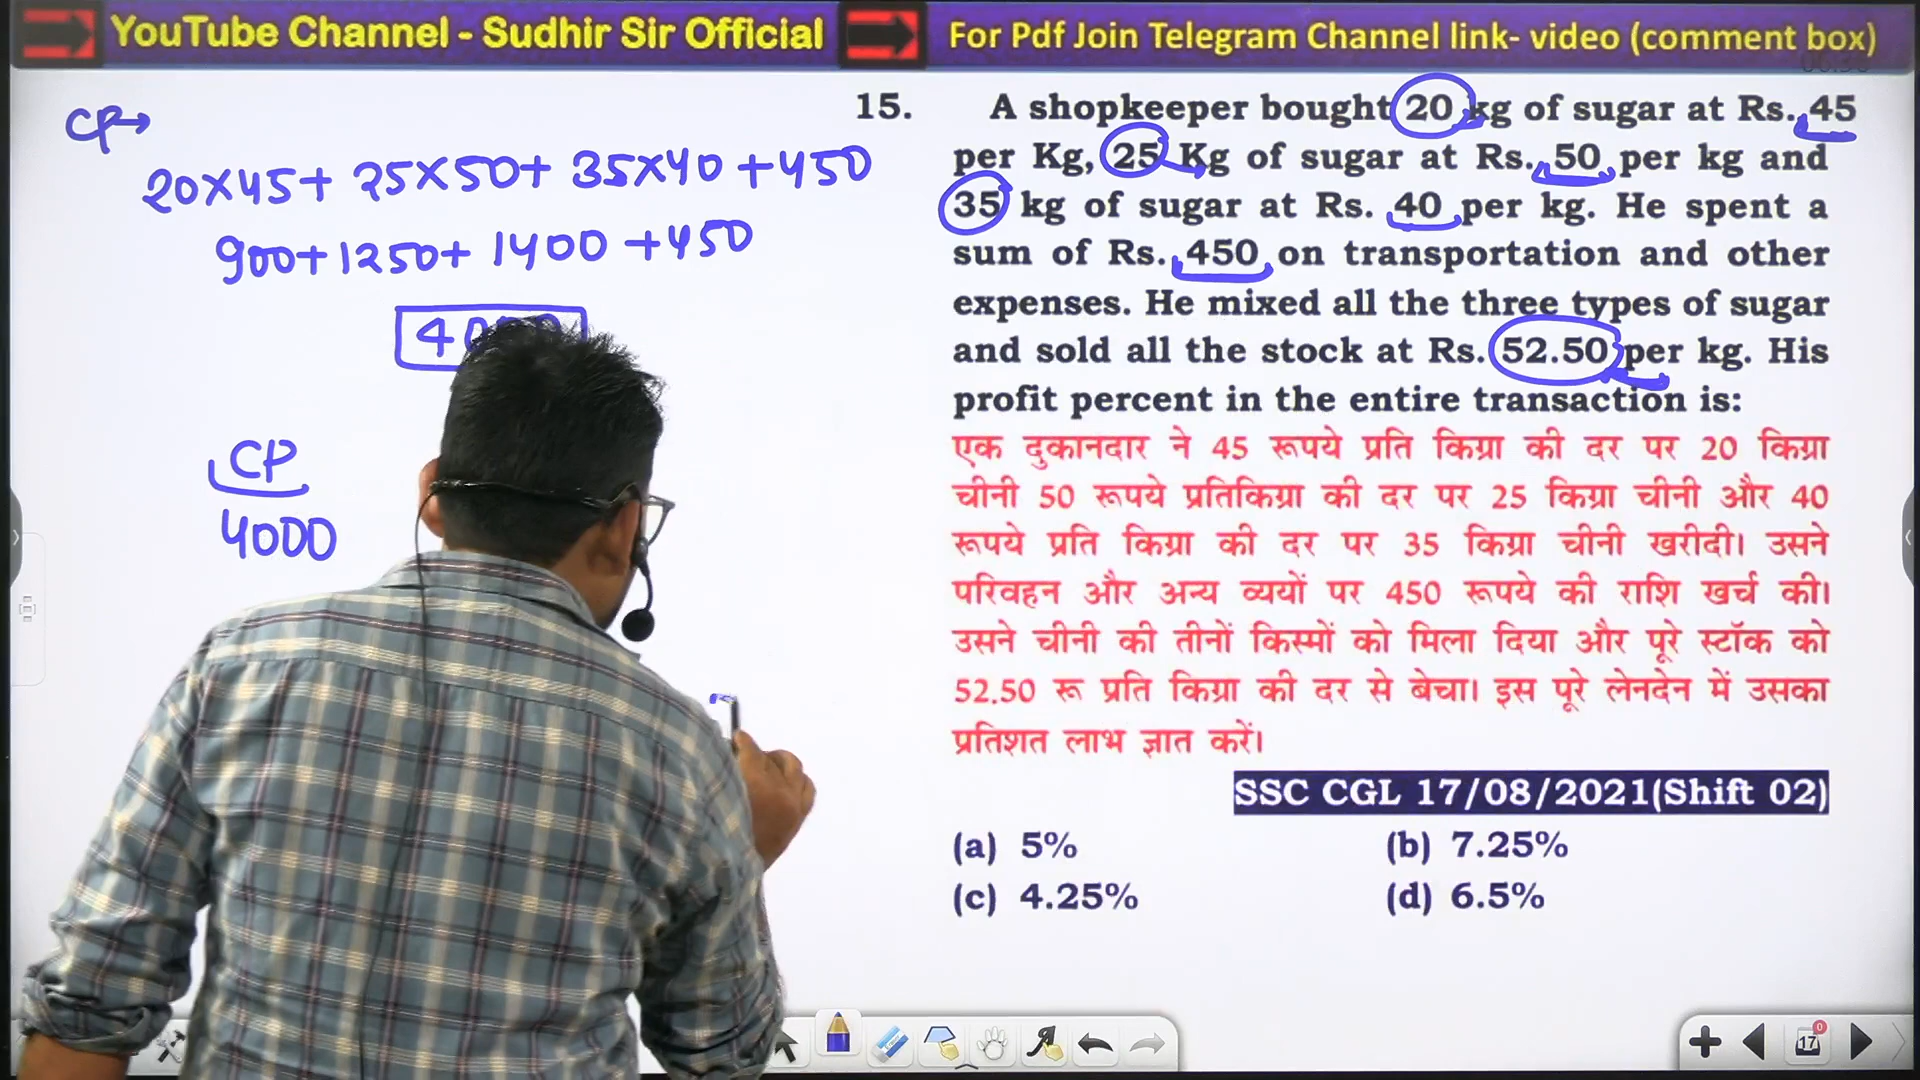 YouTube Channel - Sudhir Sir Official
For Pdf Join Telegram Channel link- video (comment box)
CP→
20×45+ 25×50+ 35×40 +450
900+1250+ 1400 +450
CP
4000
15. A shopkeeper bought 20 kg of sugar at Rs. 45
per Kg, 25 Kg of sugar at Rs. 50 per kg and
35 kg of sugar at Rs. 40 per kg. He spent a
sum of Rs. 450 on transportation and other
expenses. He mixed all the three types of sugar
and sold all the stock at Rs. 52.50 per kg. His
profit percent in the entire transaction is:
एक दुकानदार ने 45 रूपये प्रति किग्रा की दर पर 20 किग्रा
चीनी 50 रूपये प्रतिकिग्रा की दर पर 25 किग्रा चीनी और 40
रूपये प्रति किग्रा की दर पर 35 किग्रा चीनी खरीदी। उसने
परिवहन और अन्य व्ययों पर 450 रूपये की राशि खर्च की।
उसने चीनी की तीनों किस्मों को मिला दिया और पूरे स्टॉक को
52.50 रू प्रति किग्रा की दर से बेचा। इस पूरे लेनदेन में उसका
प्रतिशत लाभ ज्ञात करें।
SSC CGL 17/08/2021(Shift 02)
(a) 5% (b) 7.25%
(c) 4.25% (d) 6.5%
17
0